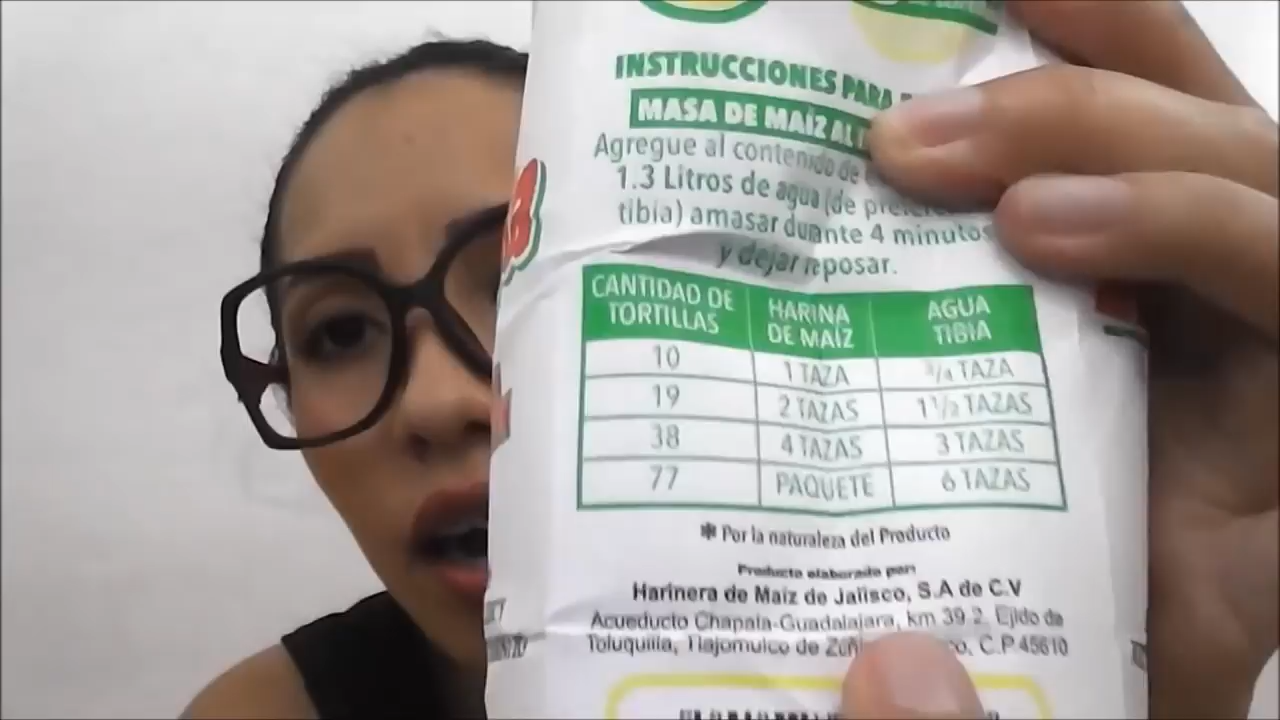 INSTRUCCIONES PARA
MASA DE MAÍZ AL
Agregue al contenido de
1.3 Litros de agua (de
tibia) amasar durante 4 minutos
y dejar reposar.
CANTIDAD DE TORTILLAS HARINA DE MAÍZ AGUA TIBIA
10 1 TAZA 3/4 TAZA
19 2 TAZAS 1 1/2 TAZAS
38 4 TAZAS 3 TAZAS
77 PAQUETE 6 TAZAS
* Por la naturaleza del Producto
Producto elaborado por:
Harinera de Maíz de Jalisco, S.A de C.V
Acueducto Chapala-Guadalajara, km 39.2. Ejido de
Toluquilla, Tlajomulco de C.P.45610